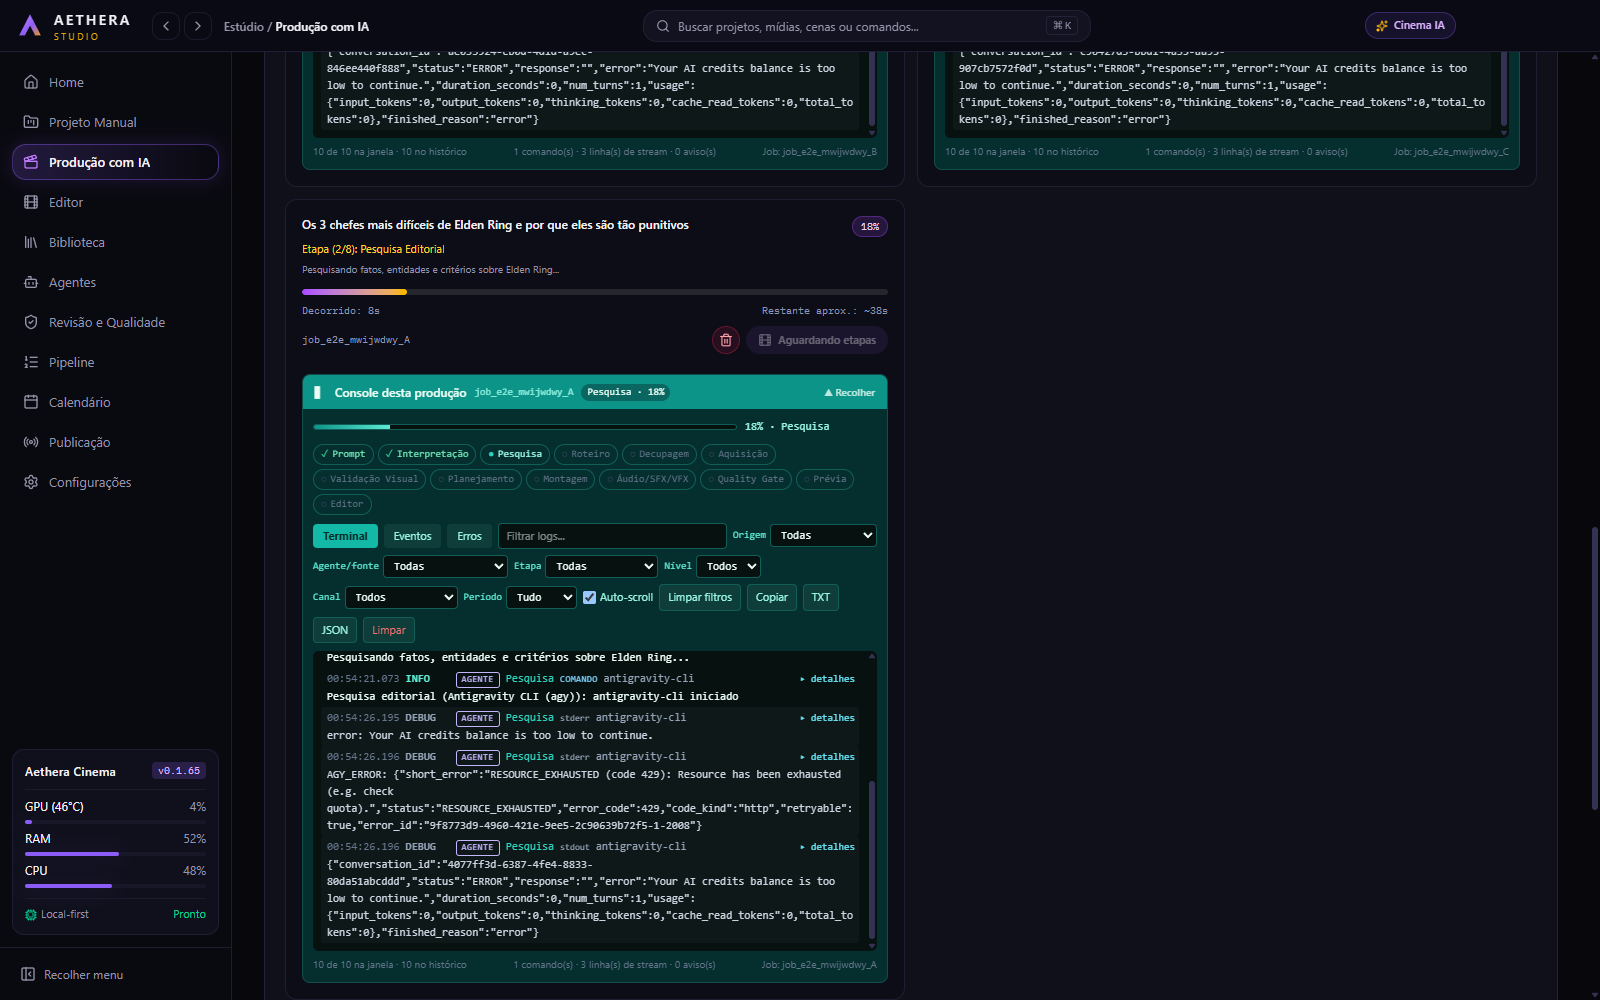 AETHERA
STUDIO
Estúdio / Produção com IA
Buscar projetos, mídias, cenas ou comandos...
⌘ K
Cinema IA
Home
Projeto Manual
Produção com IA
Editor
Biblioteca
Agentes
Revisão e Qualidade
Pipeline
Calendário
Publicação
Configurações
Aethera Cinema
v0.1.65
GPU (46°C)
4%
RAM
52%
CPU
48%
Local-first
Pronto
Recolher menu
846ee440f888","status":"ERROR","response":"","error":"Your AI credits balance is too
low to continue.","duration_seconds":0,"num_turns":1,"usage":
{"input_tokens":0,"output_tokens":0,"thinking_tokens":0,"cache_read_tokens":0,"total_to
kens":0},"finished_reason":"error"}
10 de 10 na janela · 10 no histórico
1 comando(s) · 3 linha(s) de stream · 0 aviso(s)
Job: job_e2e_mwijwdwy_B
907cb7572f0d","status":"ERROR","response":"","error":"Your AI credits balance is too
low to continue.","duration_seconds":0,"num_turns":1,"usage":
{"input_tokens":0,"output_tokens":0,"thinking_tokens":0,"cache_read_tokens":0,"total_to
kens":0},"finished_reason":"error"}
10 de 10 na janela · 10 no histórico
1 comando(s) · 3 linha(s) de stream · 0 aviso(s)
Job: job_e2e_mwijwdwy_C
Os 3 chefes mais difíceis de Elden Ring e por que eles são tão punitivos
18%
Etapa (2/8): Pesquisa Editorial
Pesquisando fatos, entidades e critérios sobre Elden Ring...
Decorrido: 8s
Restante aprox.: ~38s
job_e2e_mwijwdwy_A
Aguardando etapas
Console desta produção
job_e2e_mwijwdwy_A
Pesquisa · 18%
▲ Recolher
18% · Pesquisa
✓ Prompt
✓ Interpretação
● Pesquisa
○ Roteiro
○ Decupagem
○ Aquisição
○ Validação Visual
○ Planejamento
○ Montagem
○ Áudio/SFX/VFX
○ Quality Gate
○ Prévia
○ Editor
Terminal
Eventos
Erros
Filtrar logs...
Origem
Todas
Agente/fonte
Todas
Etapa
Todas
Nível
Todos
Canal
Todos
Período
Tudo
Auto-scroll
Limpar filtros
Copiar
TXT
JSON
Limpar
Pesquisando fatos, entidades e critérios sobre Elden Ring...
00:54:21.073 INFO AGENTE Pesquisa COMANDO antigravity-cli ▸ detalhes
Pesquisa editorial (Antigravity CLI (agy)): antigravity-cli iniciado
00:54:26.195 DEBUG AGENTE Pesquisa stderr antigravity-cli ▸ detalhes
error: Your AI credits balance is too low to continue.
00:54:26.196 DEBUG AGENTE Pesquisa stderr antigravity-cli ▸ detalhes
AGY_ERROR: {"short_error":"RESOURCE_EXHAUSTED (code 429): Resource has been exhausted
(e.g. check
quota).","status":"RESOURCE_EXHAUSTED","error_code":429,"code_kind":"http","retryable":
true,"error_id":"9f8773d9-4960-421e-9ee5-2c90639b72f5-1-2008"}
00:54:26.196 DEBUG AGENTE Pesquisa stdout antigravity-cli ▸ detalhes
{"conversation_id":"4077ff3d-6387-4fe4-8833-
80da51abcddd","status":"ERROR","response":"","error":"Your AI credits balance is too
low to continue.","duration_seconds":0,"num_turns":1,"usage":
{"input_tokens":0,"output_tokens":0,"thinking_tokens":0,"cache_read_tokens":0,"total_to
kens":0},"finished_reason":"error"}
10 de 10 na janela · 10 no histórico
1 comando(s) · 3 linha(s) de stream · 0 aviso(s)
Job: job_e2e_mwijwdwy_A